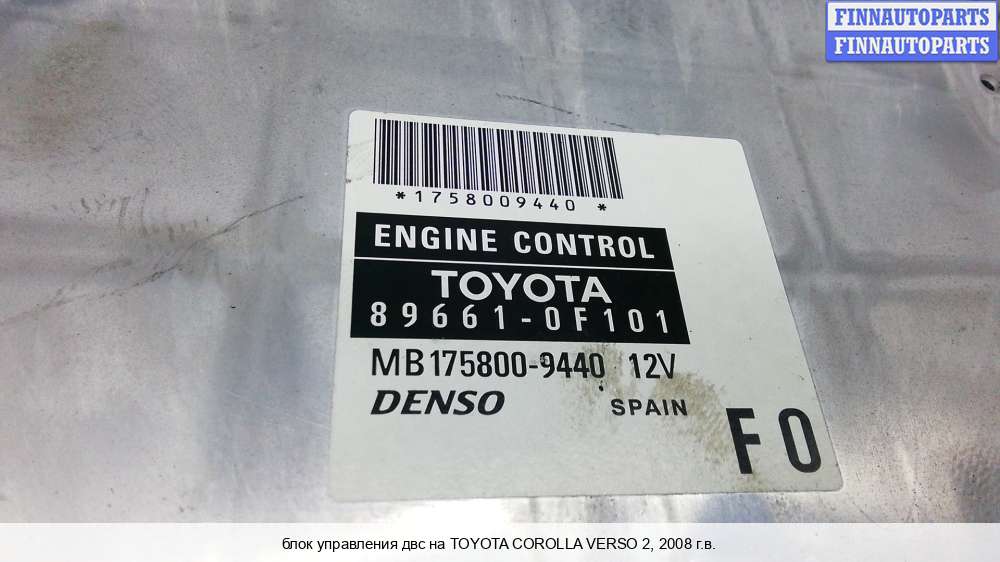 FINNAUTOPARTS
FINNAUTOPARTS
*1758009440*
ENGINE CONTROL
TOYOTA
89661-0F101
MB175800-9440 12V
DENSO SPAIN
F0
блок управления двс на TOYOTA COROLLA VERSO 2, 2008 г.в.